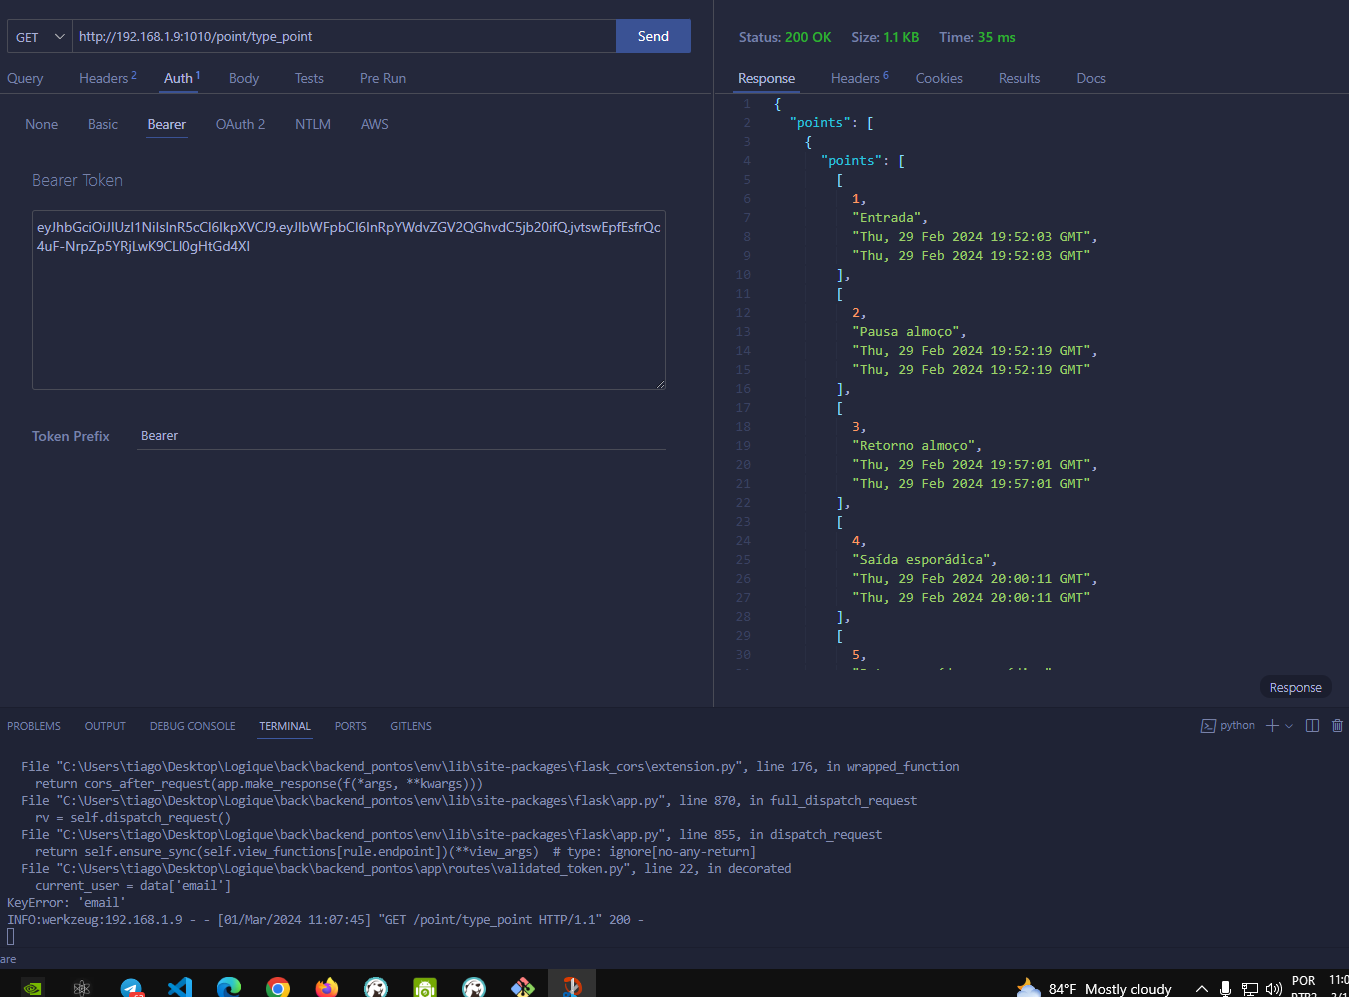 GET http://192.168.1.9:1010/point/type_point Send
Query Headers 2 Auth 1 Body Tests Pre Run
None Basic Bearer OAuth 2 NTLM AWS
Bearer Token
Token Prefix Bearer
Status: 200 OK Size: 1.1 KB Time: 35 ms
Response Headers 6 Cookies Results Docs
1 {
2 "points": [
3 {
4 "points": [
5 [
6 1,
7 "Entrada",
8 "Thu, 29 Feb 2024 19:52:03 GMT",
9 "Thu, 29 Feb 2024 19:52:03 GMT"
10 ],
11 [
12 2,
13 "Pausa almoço",
14 "Thu, 29 Feb 2024 19:52:19 GMT",
15 "Thu, 29 Feb 2024 19:52:19 GMT"
16 ],
17 [
18 3,
19 "Retorno almoço",
20 "Thu, 29 Feb 2024 19:57:01 GMT",
21 "Thu, 29 Feb 2024 19:57:01 GMT"
22 ],
23 [
24 4,
25 "Saída esporádica",
26 "Thu, 29 Feb 2024 20:00:11 GMT",
27 "Thu, 29 Feb 2024 20:00:11 GMT"
28 ],
29 [
30 5,
Response
PROBLEMS OUTPUT DEBUG CONSOLE TERMINAL PORTS GITLENS python
File "C:\Users\tiago\Desktop\Logique\back\backend_pontos\env\lib\site-packages\flask_cors\extension.py", line 176, in wrapped_function
return cors_after_request(app.make_response(f(*args, **kwargs)))
File "C:\Users\tiago\Desktop\Logique\back\backend_pontos\env\lib\site-packages\flask\app.py", line 870, in full_dispatch_request
rv = self.dispatch_request()
File "C:\Users\tiago\Desktop\Logique\back\backend_pontos\env\lib\site-packages\flask\app.py", line 855, in dispatch_request
return self.ensure_sync(self.view_functions[rule.endpoint])(**view_args)  # type: ignore[no-any-return]
File "C:\Users\tiago\Desktop\Logique\back\backend_pontos\app\routes\validated_token.py", line 22, in decorated
current_user = data['email']
KeyError: 'email'
INFO:werkzeug:192.168.1.9 - - [01/Mar/2024 11:07:45] "GET /point/type_point HTTP/1.1" 200 -
are
84°F Mostly cloudy POR 11:0